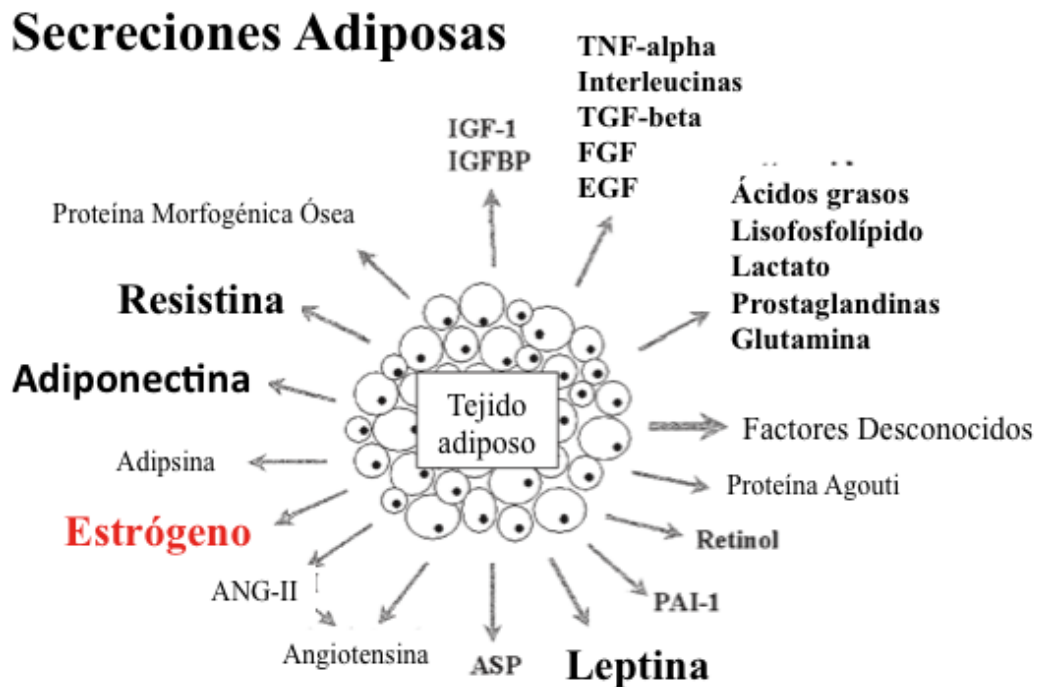 Secreciones Adiposas
TNF-alpha
Interleucinas
TGF-beta
FGF
EGF
IGF-1
IGFBP
Ácidos grasos
Lisofosfolípido
Lactato
Prostaglandinas
Glutamina
Proteína Morfogénica Ósea
Resistina
Adiponectina
Tejido
adiposo
Factores Desconocidos
Adipsina
Proteína Agouti
Estrógeno
Retinol
ANG-II
PAI-1
Angiotensina
ASP
Leptina